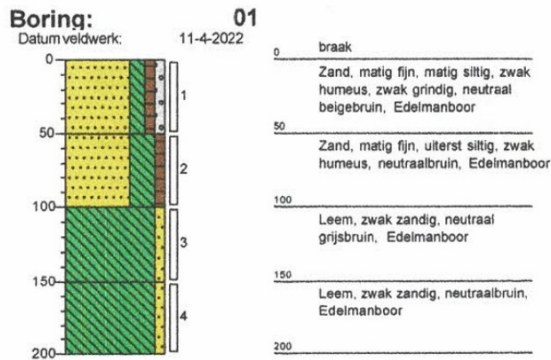 Boring: 01
Datum veldwerk: 11-4-2022
0
50
100
150
200
1
2
3
4
0
braak
Zand, matig fijn, matig siltig, zwak
humeus, zwak grindig, neutraal
beigebruin, Edelmanboor
50
Zand, matig fijn, uiterst siltig, zwak
humeus, neutraalbruin, Edelmanboor
100
Leem, zwak zandig, neutraal
grijsbruin, Edelmanboor
150
Leem, zwak zandig, neutraalbruin,
Edelmanboor
200